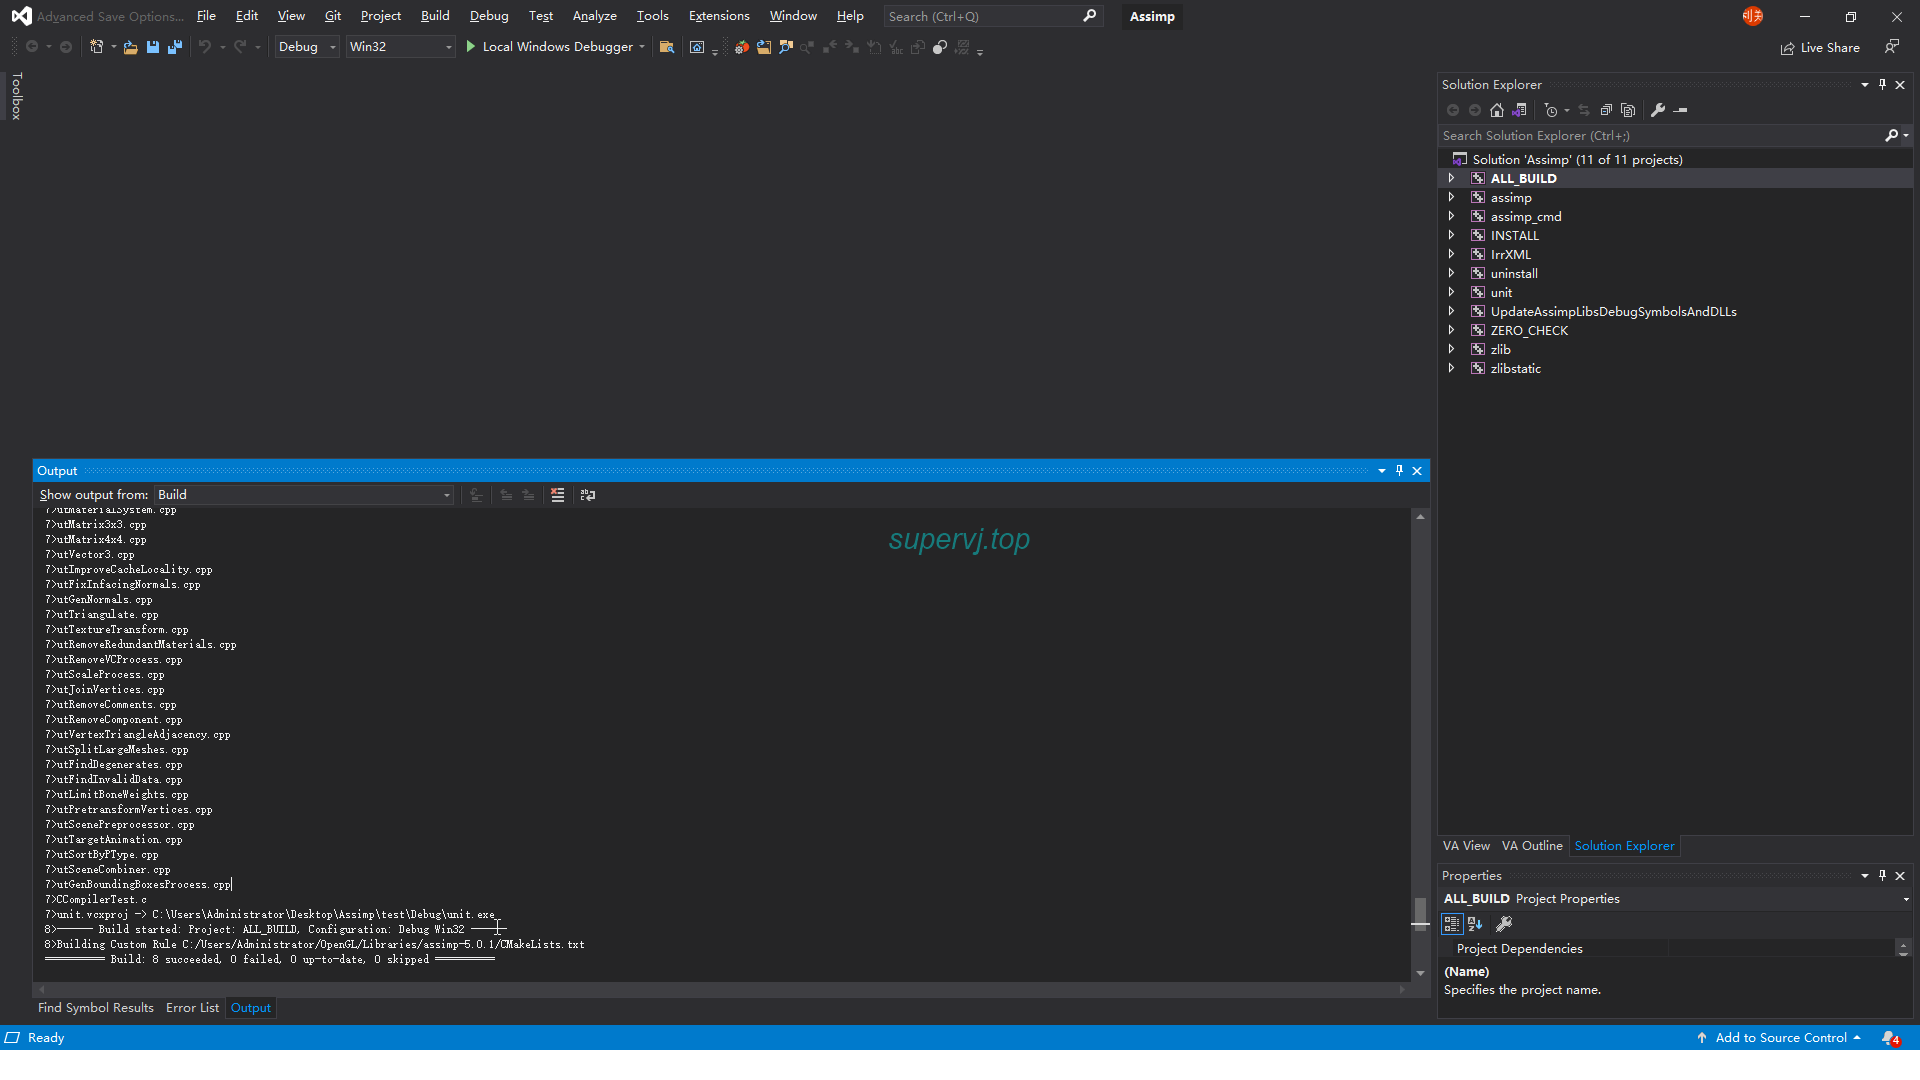 Advanced Save Options...
File Edit View Git Project Build Debug Test Analyze Tools Extensions Window Help Search (Ctrl+Q) Assimp
Debug Win32 Local Windows Debugger Live Share
Toolbox
Solution Explorer
Search Solution Explorer (Ctrl+;)
Solution 'Assimp' (11 of 11 projects)
ALL_BUILD
assimp
assimp_cmd
INSTALL
IrrXML
uninstall
unit
UpdateAssimpLibsDebugSymbolsAndDLLs
ZERO_CHECK
zlib
zlibstatic
Output
Show output from: Build
7>utMaterialSystem.cpp
7>utMatrix3x3.cpp
7>utMatrix4x4.cpp
7>utVector3.cpp
7>utImproveCacheLocality.cpp
7>utFixInfacingNormals.cpp
7>utGenNormals.cpp
7>utTriangulate.cpp
7>utTextureTransform.cpp
7>utRemoveRedundantMaterials.cpp
7>utRemoveVCProcess.cpp
7>utScaleProcess.cpp
7>utJoinVertices.cpp
7>utRemoveComments.cpp
7>utRemoveComponent.cpp
7>utVertexTriangleAdjacency.cpp
7>utSplitLargeMeshes.cpp
7>utFindDegenerates.cpp
7>utFindInvalidData.cpp
7>utLimitBoneWeights.cpp
7>utPretransformVertices.cpp
7>utScenePreprocessor.cpp
7>utTargetAnimation.cpp
7>utSortByPType.cpp
7>utSceneCombiner.cpp
7>utGenBoundingBoxesProcess.cpp
7>CCompilerTest.c
7>unit.vcxproj -> C:\Users\Administrator\Desktop\Assimp\test\Debug\unit.exe
8>------ Build started: Project: ALL_BUILD, Configuration: Debug Win32 ------
8>Building Custom Rule C:/Users/Administrator/OpenGL/Libraries/assimp-5.0.1/CMakeLists.txt
========== Build: 8 succeeded, 0 failed, 0 up-to-date, 0 skipped ==========
supervj.top
Find Symbol Results Error List Output
VA View VA Outline Solution Explorer
Properties
ALL_BUILD Project Properties
Project Dependencies
(Name)
Specifies the project name.
Ready Add to Source Control 4